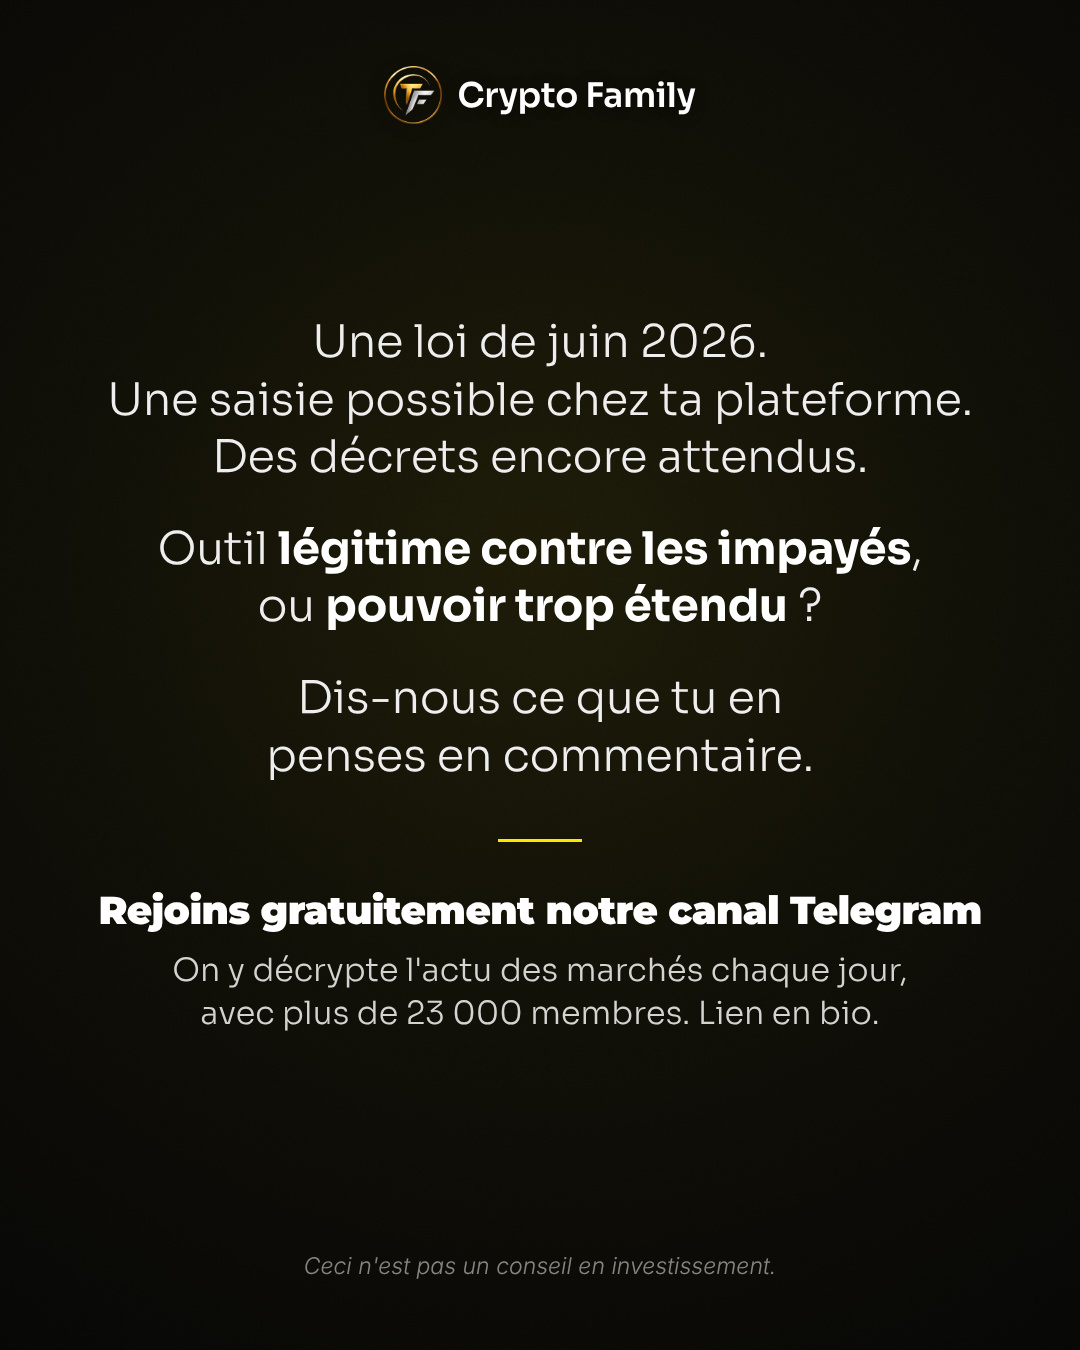 TF Crypto Family
Une loi de juin 2026.
Une saisie possible chez ta plateforme.
Des décrets encore attendus.
Outil légitime contre les impayés,
ou pouvoir trop étendu ?
Dis-nous ce que tu en
penses en commentaire.
Rejoins gratuitement notre canal Telegram
On y décrypte l'actu des marchés chaque jour,
avec plus de 23 000 membres. Lien en bio.
Ceci n'est pas un conseil en investissement.